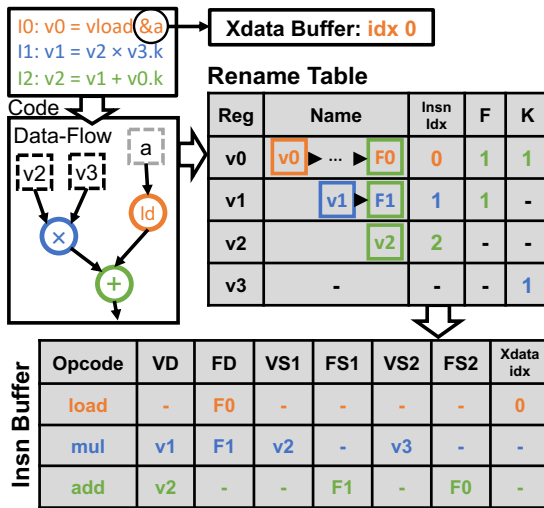 I0: v0 = vload &a
I1: v1 = v2 × v3.k
I2: v2 = v1 + v0.k
Xdata Buffer: idx 0
Code
Data-Flow
v2 v3 a
ld
×
+
Rename Table
Reg Name Insn Idx F K
v0 v0 ... F0 0 1 1
v1 v1 F1 1 1 -
v2 v2 2 - -
v3 - - - 1
Insn Buffer
Opcode VD FD VS1 FS1 VS2 FS2 Xdata idx
load - F0 - - - - 0
mul v1 F1 v2 - v3 - -
add v2 - - F1 - F0 -